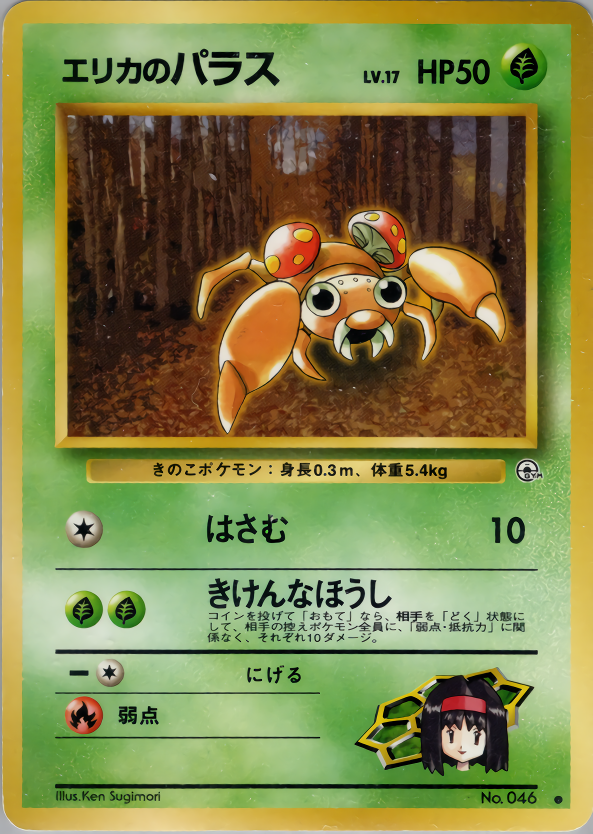 エリカのパラス LV.17 HP50
きのこポケモン：身長0.3m、体重5.4kg
GYM
はさむ 10
きけんなほうし
コインを投げて「おもて」なら、相手を「どく」状態に
して、相手の控えポケモン全員に、「弱点・抵抗力」に関
係なく、それぞれ10ダメージ。
ー にげる
弱点
Illus.Ken Sugimori No. 046 ●